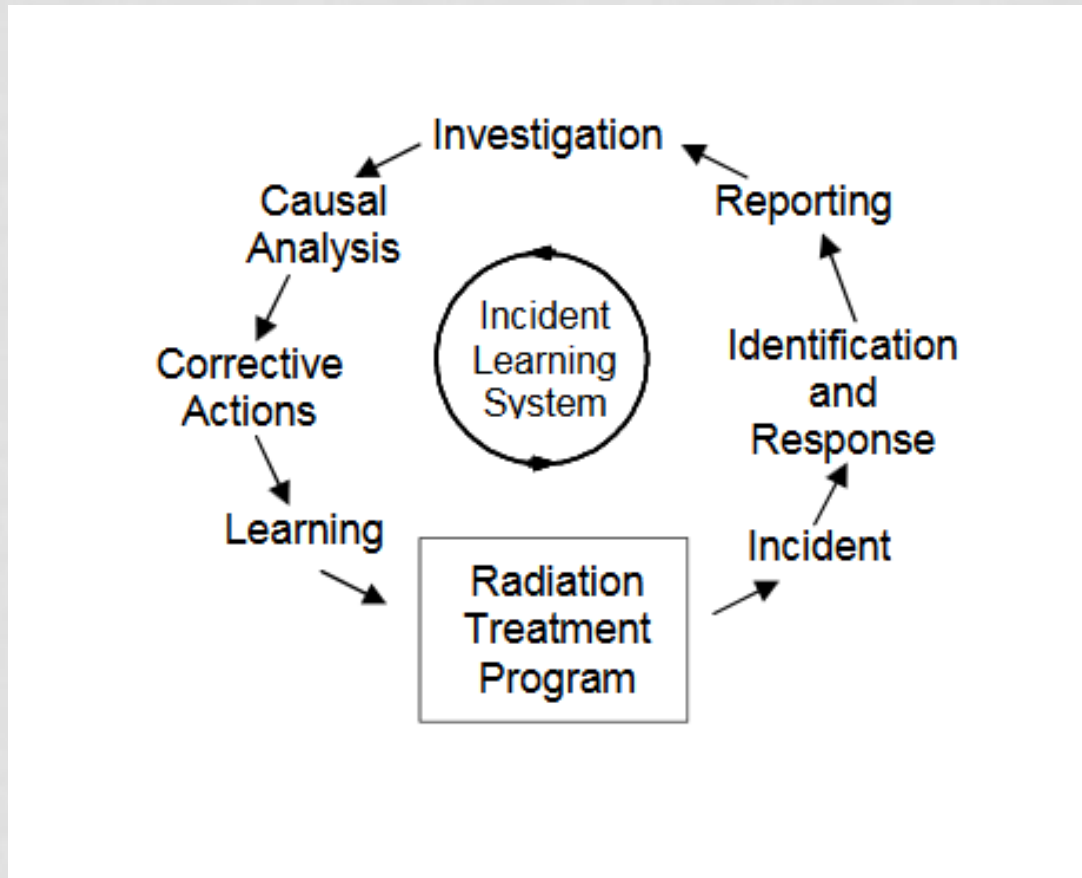 Investigation
Reporting
Causal
Analysis
Incident
Learning
System
Identification
and
Response
Corrective
Actions
Learning
Incident
Radiation
Treatment
Program